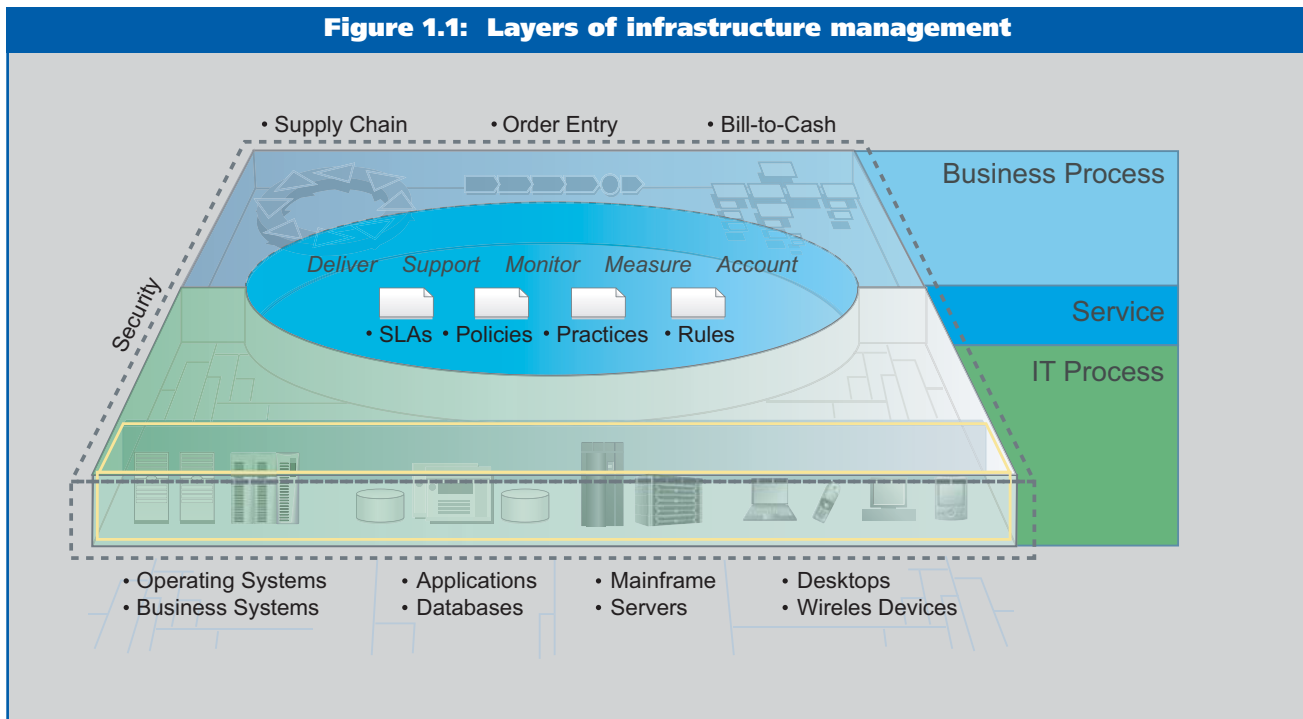 Figure 1.1: Layers of infrastructure management
• Supply Chain • Order Entry • Bill-to-Cash
Business Process
Deliver Support Monitor Measure Account
Security
• SLAs • Policies • Practices • Rules
Service
IT Process
• Operating Systems • Applications • Mainframe • Desktops
• Business Systems • Databases • Servers • Wireles Devices